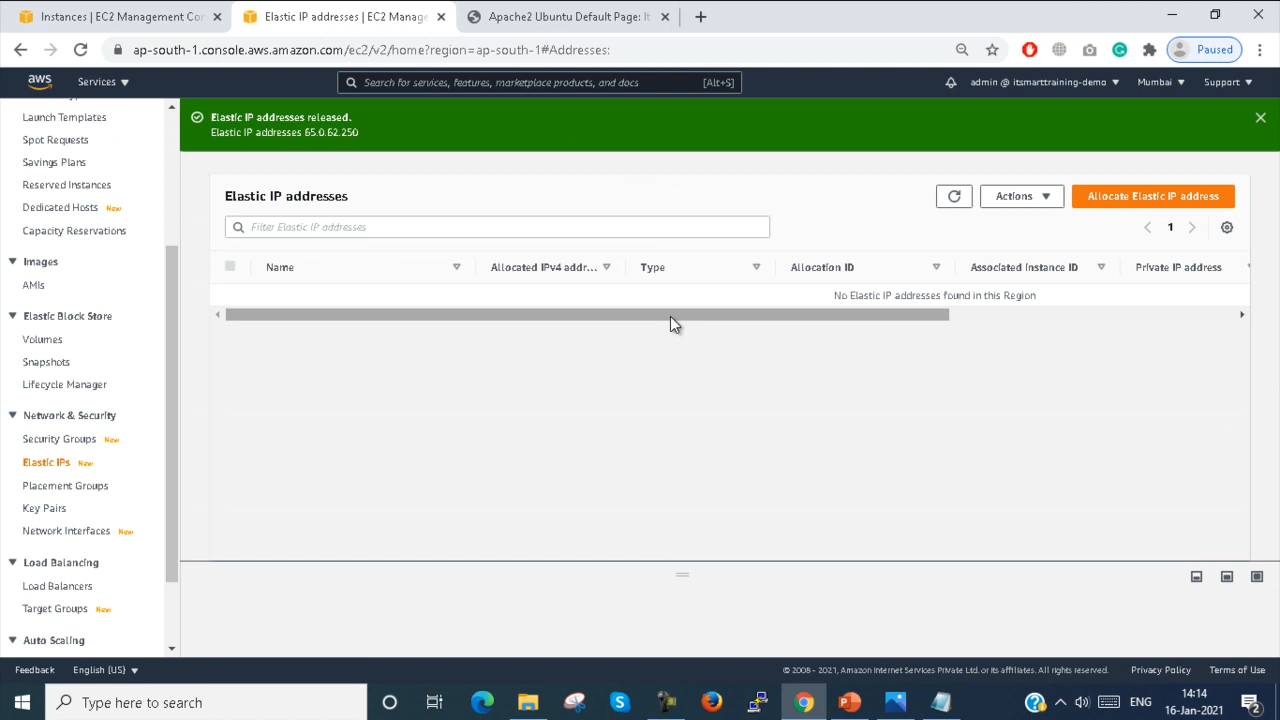 Instances | EC2 Management Con
Elastic IP addresses | EC2 Manage
Apache2 Ubuntu Default Page: It
ap-south-1.console.aws.amazon.com/ec2/v2/home?region=ap-south-1#Addresses:
Paused
aws
Services
Search for services, features, marketplace products, and docs
[Alt+S]
admin @ itsmarttraining-demo
Mumbai
Support
Launch Templates
Spot Requests
Savings Plans
Reserved Instances
Dedicated Hosts New
Capacity Reservations
Images
AMIs
Elastic Block Store
Volumes
Snapshots
Lifecycle Manager
Network & Security
Security Groups New
Elastic IPs New
Placement Groups
Key Pairs
Network Interfaces New
Load Balancing
Load Balancers
Target Groups New
Auto Scaling
Elastic IP addresses released.
Elastic IP addresses 65.0.62.250
Elastic IP addresses
Actions
Allocate Elastic IP address
Filter Elastic IP addresses
1
Name
Allocated IPv4 addr...
Type
Allocation ID
Associated instance ID
Private IP address
No Elastic IP addresses found in this Region
Feedback
English (US)
© 2008 - 2021, Amazon Internet Services Private Ltd. or its affiliates. All rights reserved.
Privacy Policy
Terms of Use
Type here to search
ENG
14:14
16-Jan-2021
2